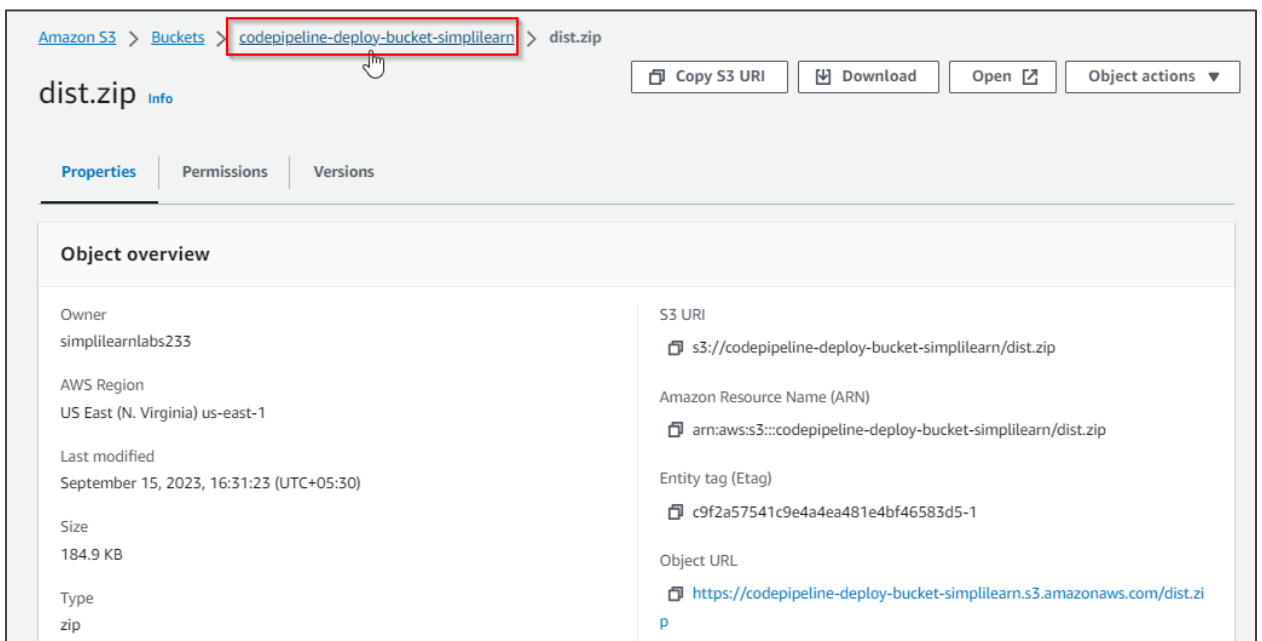 Amazon S3 > Buckets > codepipeline-deploy-bucket-simplilearn > dist.zip
dist.zip Info
Copy S3 URI Download Open Object actions ▼
Properties Permissions Versions
Object overview
Owner
simplilearnlabs233
AWS Region
US East (N. Virginia) us-east-1
Last modified
September 15, 2023, 16:31:23 (UTC+05:30)
Size
184.9 KB
Type
zip
S3 URI
s3://codepipeline-deploy-bucket-simplilearn/dist.zip
Amazon Resource Name (ARN)
arn:aws:s3:::codepipeline-deploy-bucket-simplilearn/dist.zip
Entity tag (Etag)
c9f2a57541c9e4a4ea481e4bf46583d5-1
Object URL
https://codepipeline-deploy-bucket-simplilearn.s3.amazonaws.com/dist.zi
p